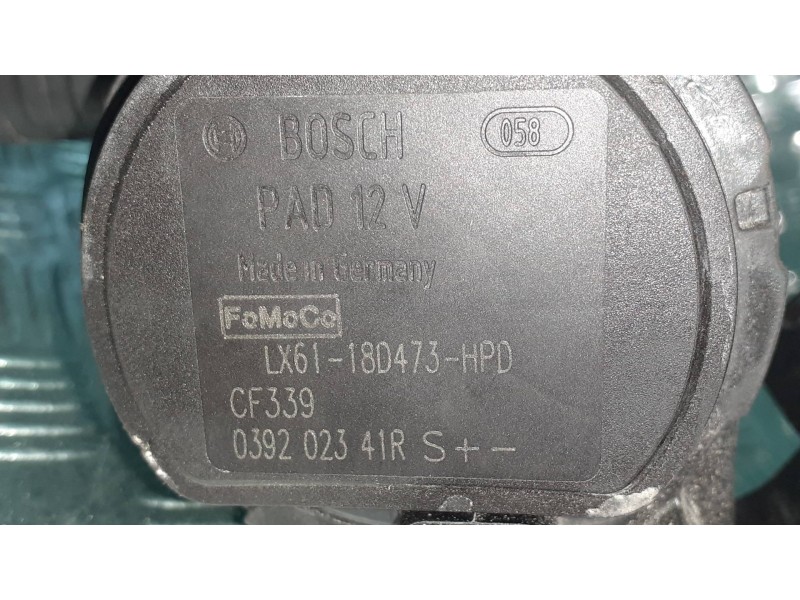 BOSCH 058
PAD 12 V
Made in Germany
FoMoCo
LX61-18D473-HPD
CF339
0392 023 41R S + -